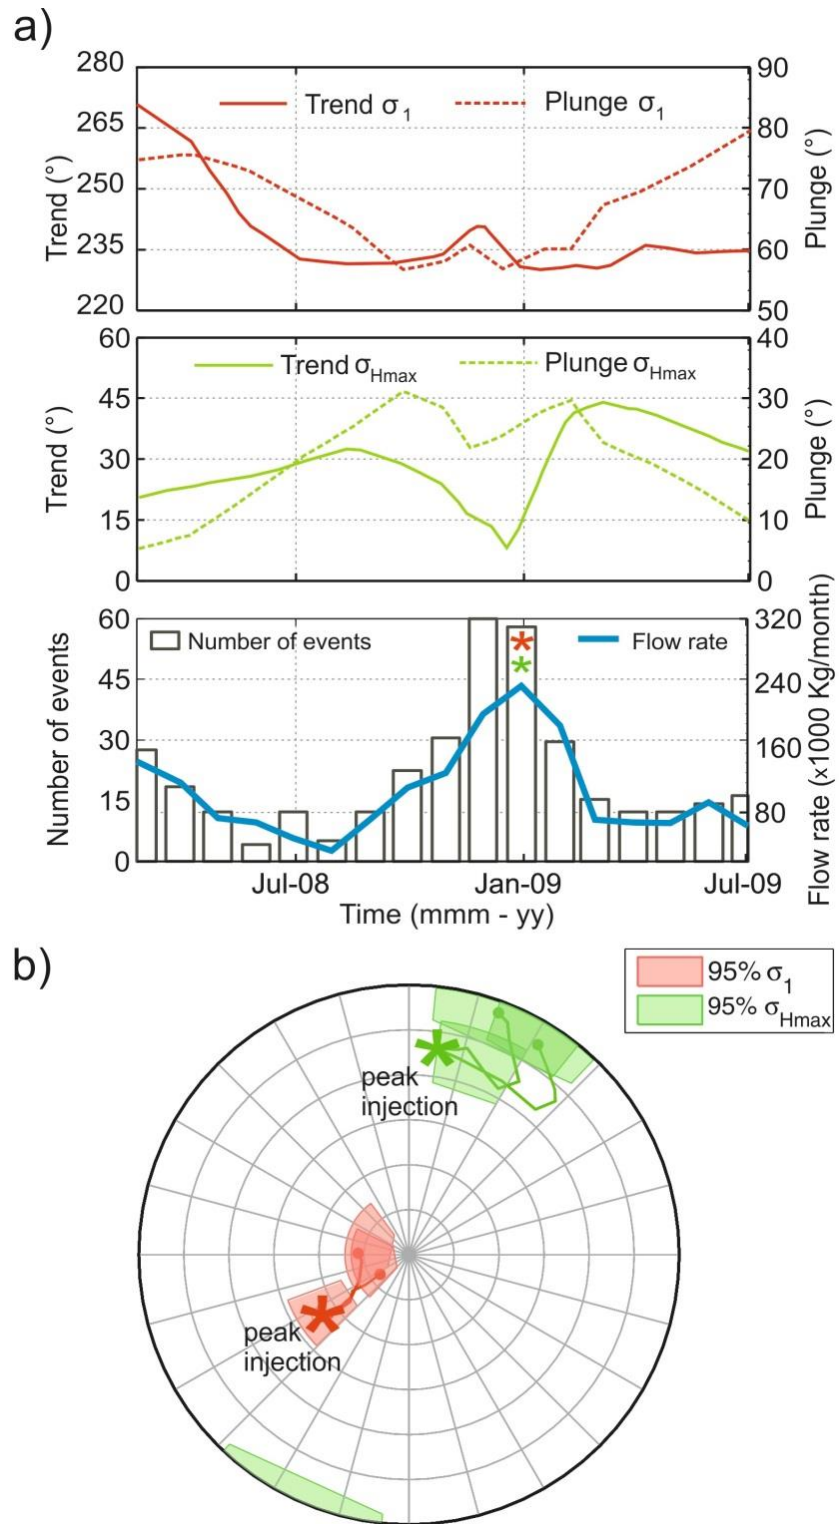 a)
Trend σ1 Plunge σ1
280 90
265 80
250 70
235 60
220 50
Trend (°)
Plunge (°)
Trend σHmax Plunge σHmax
60 40
45 30
30 20
15 10
0 0
Trend (°)
Plunge (°)
Number of events Flow rate
60 320
45 240
30 160
15 80
0
Number of events
Flow rate (x1000 Kg/month)
Jul-08 Jan-09 Jul-09
Time (mmm - yy)
b)
95% σ1
95% σHmax
peak
injection
peak
injection